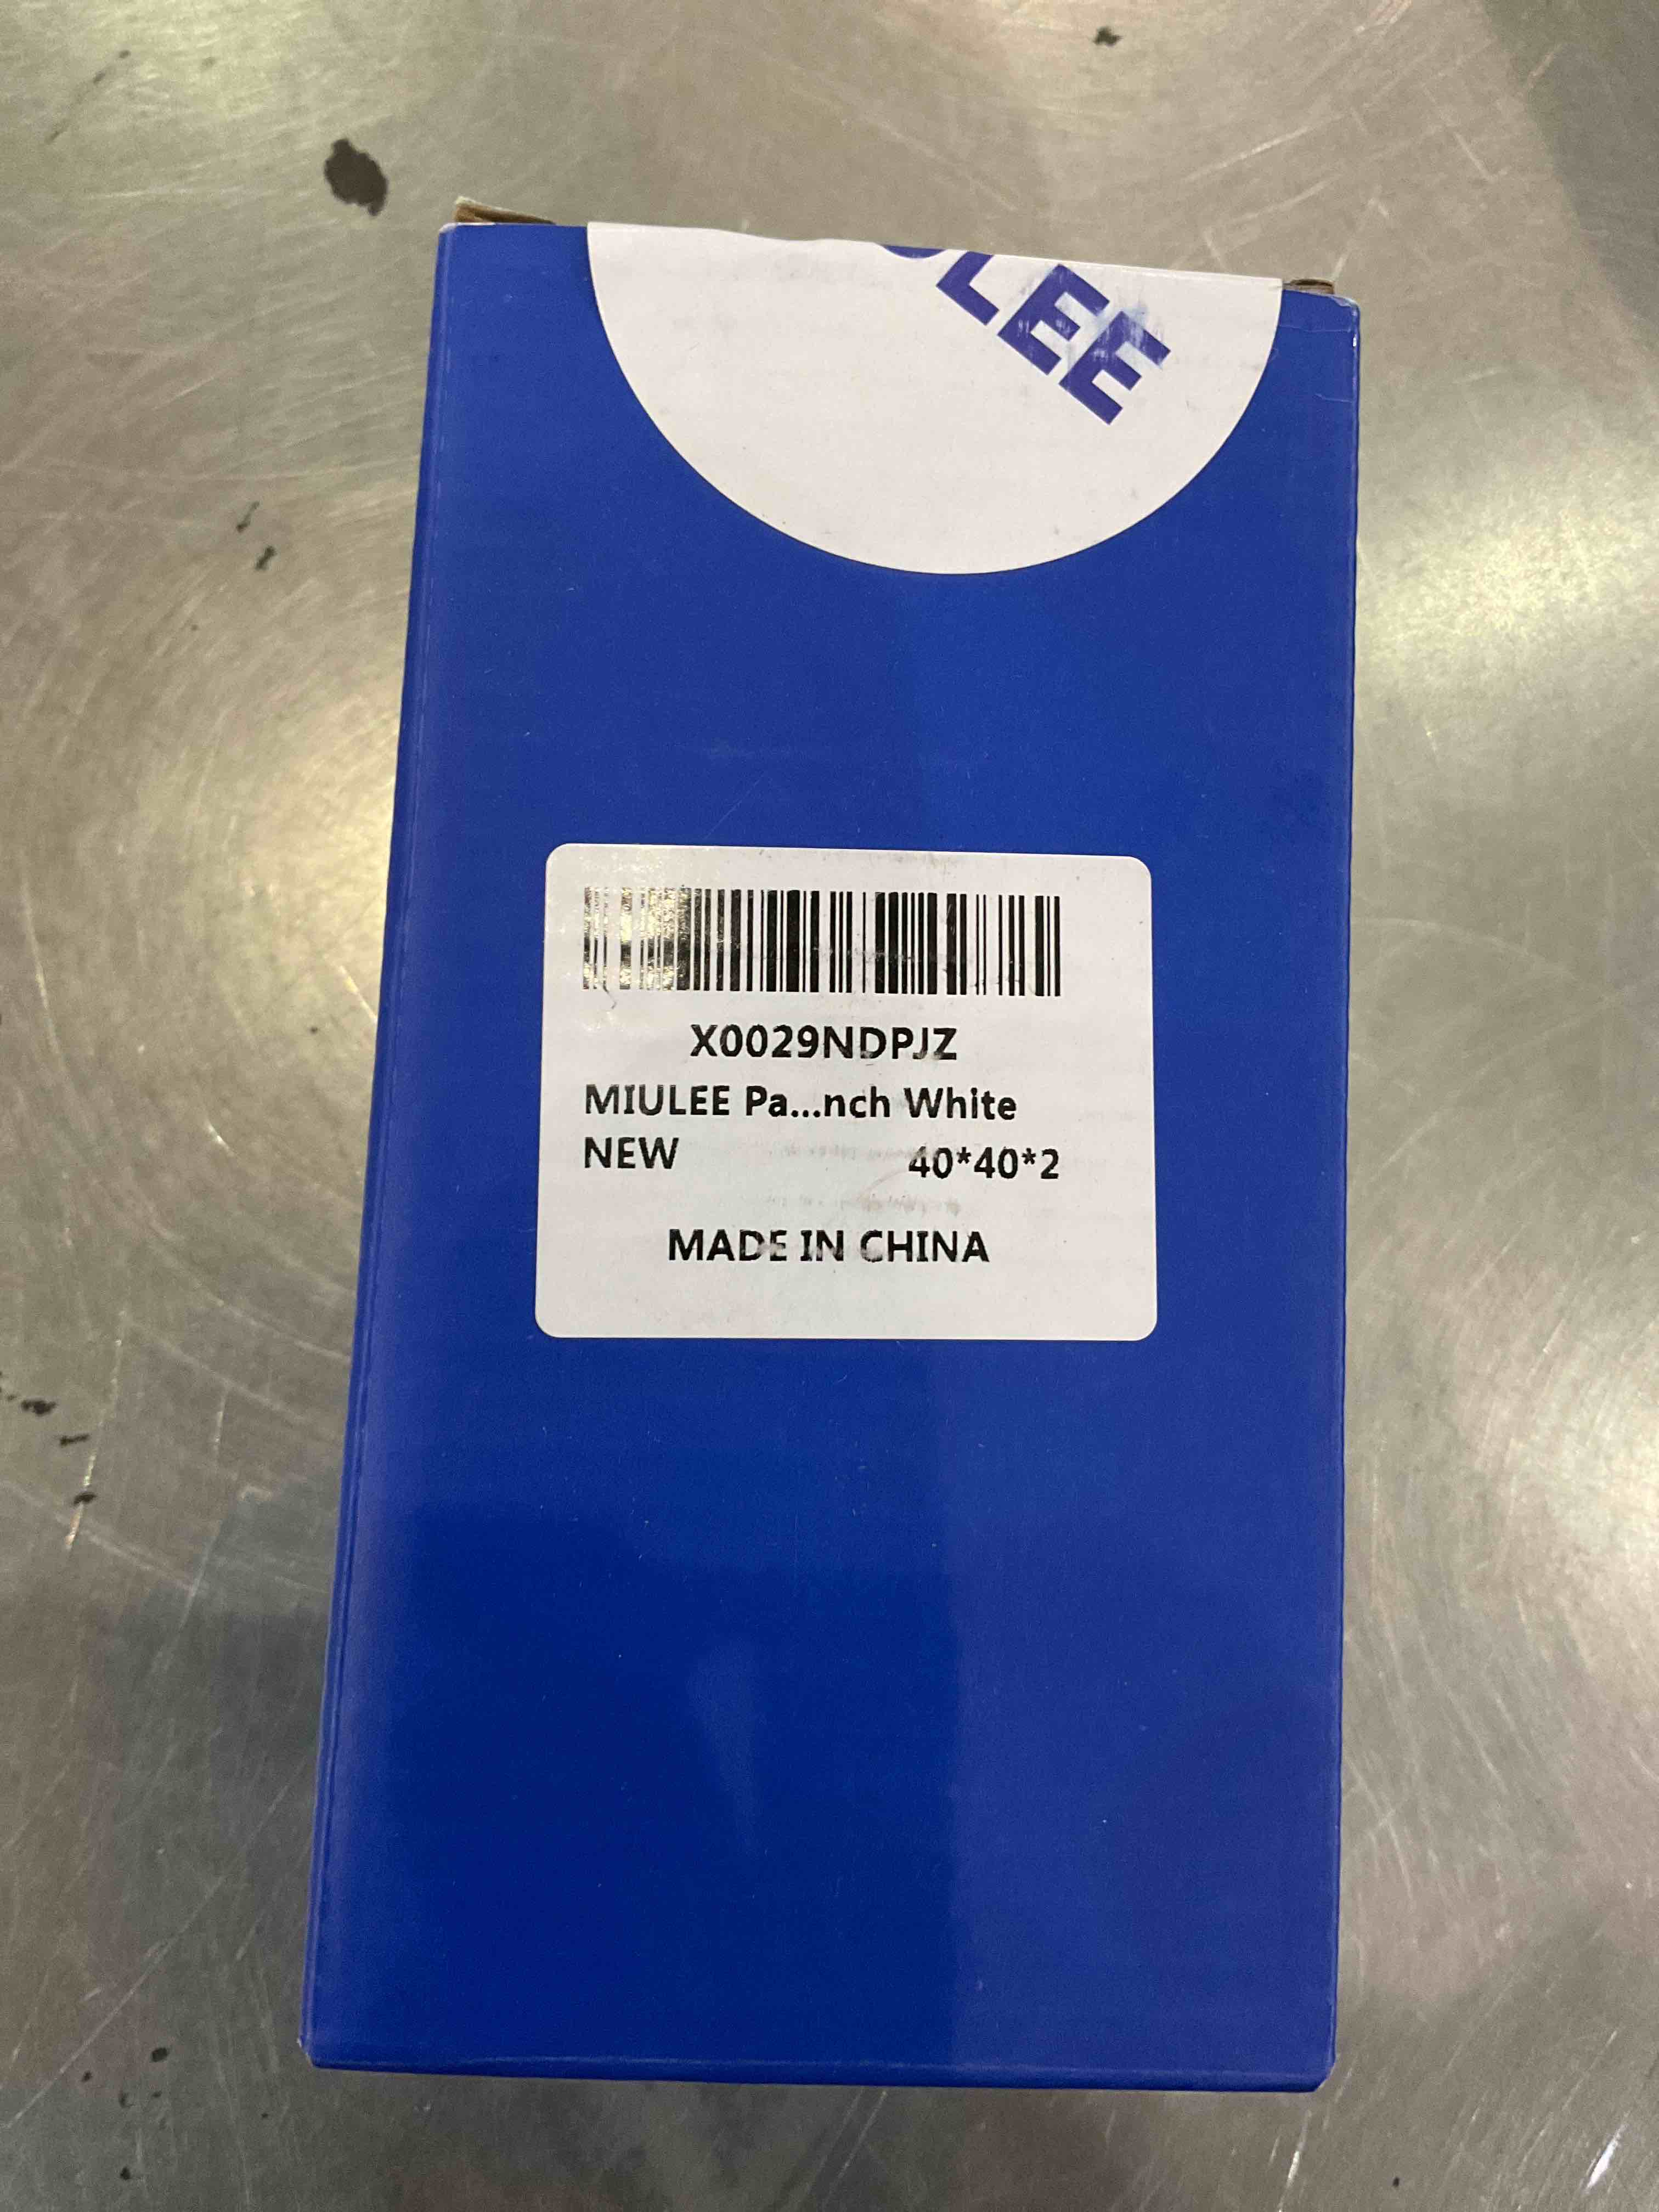 LEE
X0029NDPJZ
MIULEE Pa...nch White
NEW 40*40*2
MADE IN CHINA